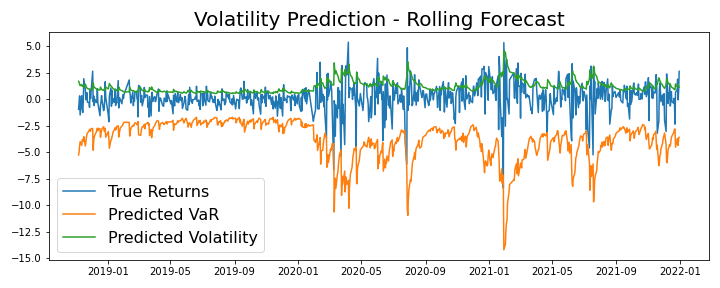 Volatility Prediction - Rolling Forecast
5.0
2.5
0.0
−2.5
−5.0
−7.5
−10.0
−12.5
−15.0
True Returns
Predicted VaR
Predicted Volatility
2019-01 2019-05 2019-09 2020-01 2020-05 2020-09 2021-01 2021-05 2021-09 2022-01